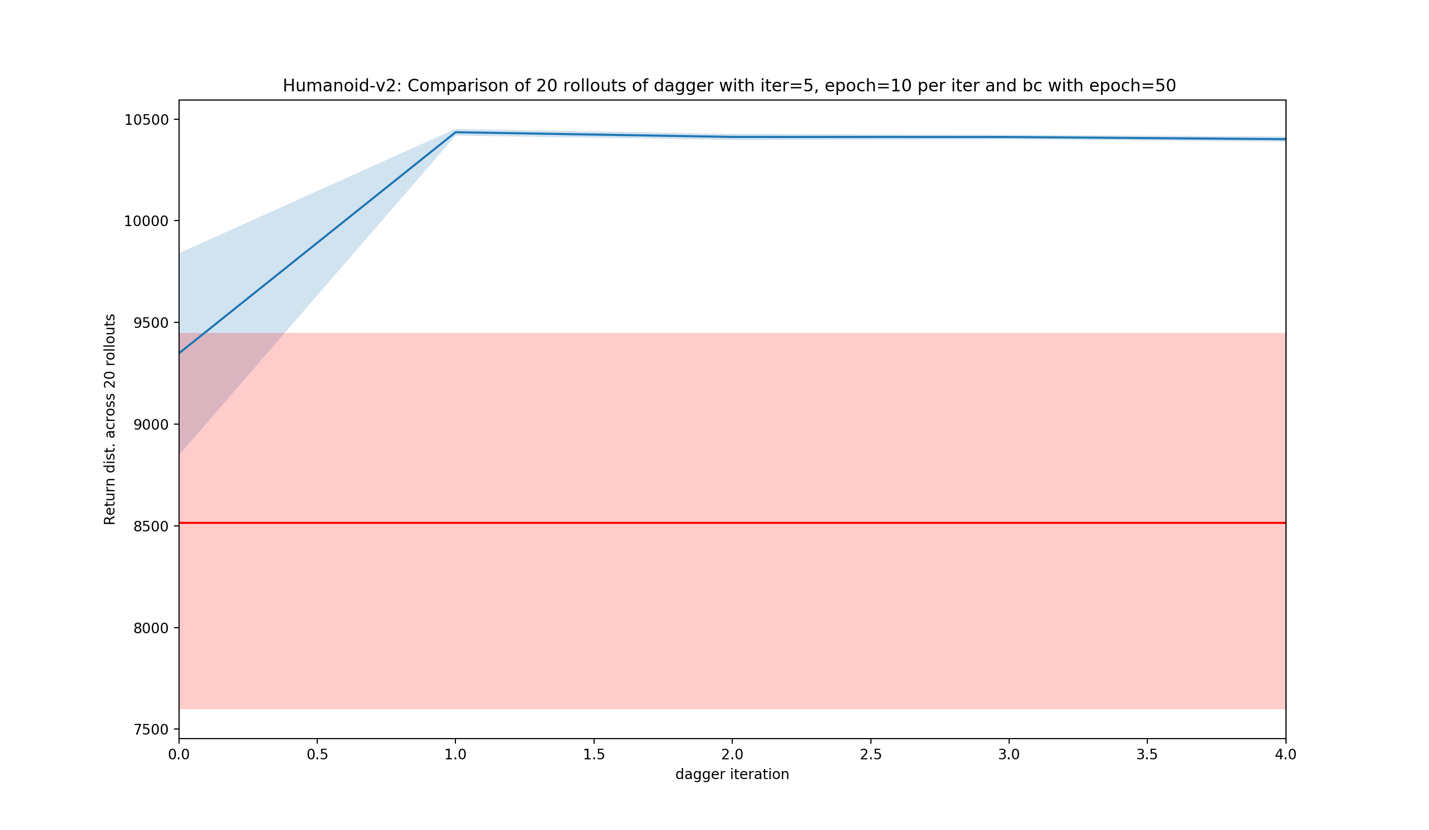 Humanoid-v2: Comparison of 20 rollouts of dagger with iter=5, epoch=10 per iter and bc with epoch=50
10500
10000
9500
9000
8500
8000
7500
Return dist. across 20 rollouts
0.0 0.5 1.0 1.5 2.0 2.5 3.0 3.5 4.0
dagger iteration